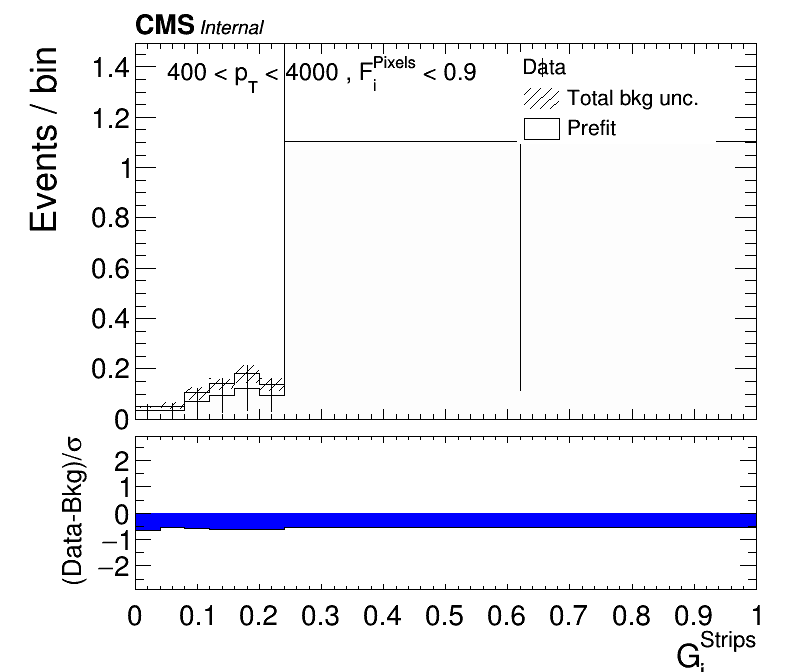 CMS Internal
400 < p_T < 4000 , F_i^Pixels < 0.9
Data
Total bkg unc.
Prefit
Events / bin
1.4
1.2
1
0.8
0.6
0.4
0.2
0
(Data-Bkg)/σ
2
1
0
−1
−2
0 0.1 0.2 0.3 0.4 0.5 0.6 0.7 0.8 0.9 1
G_i^Strips